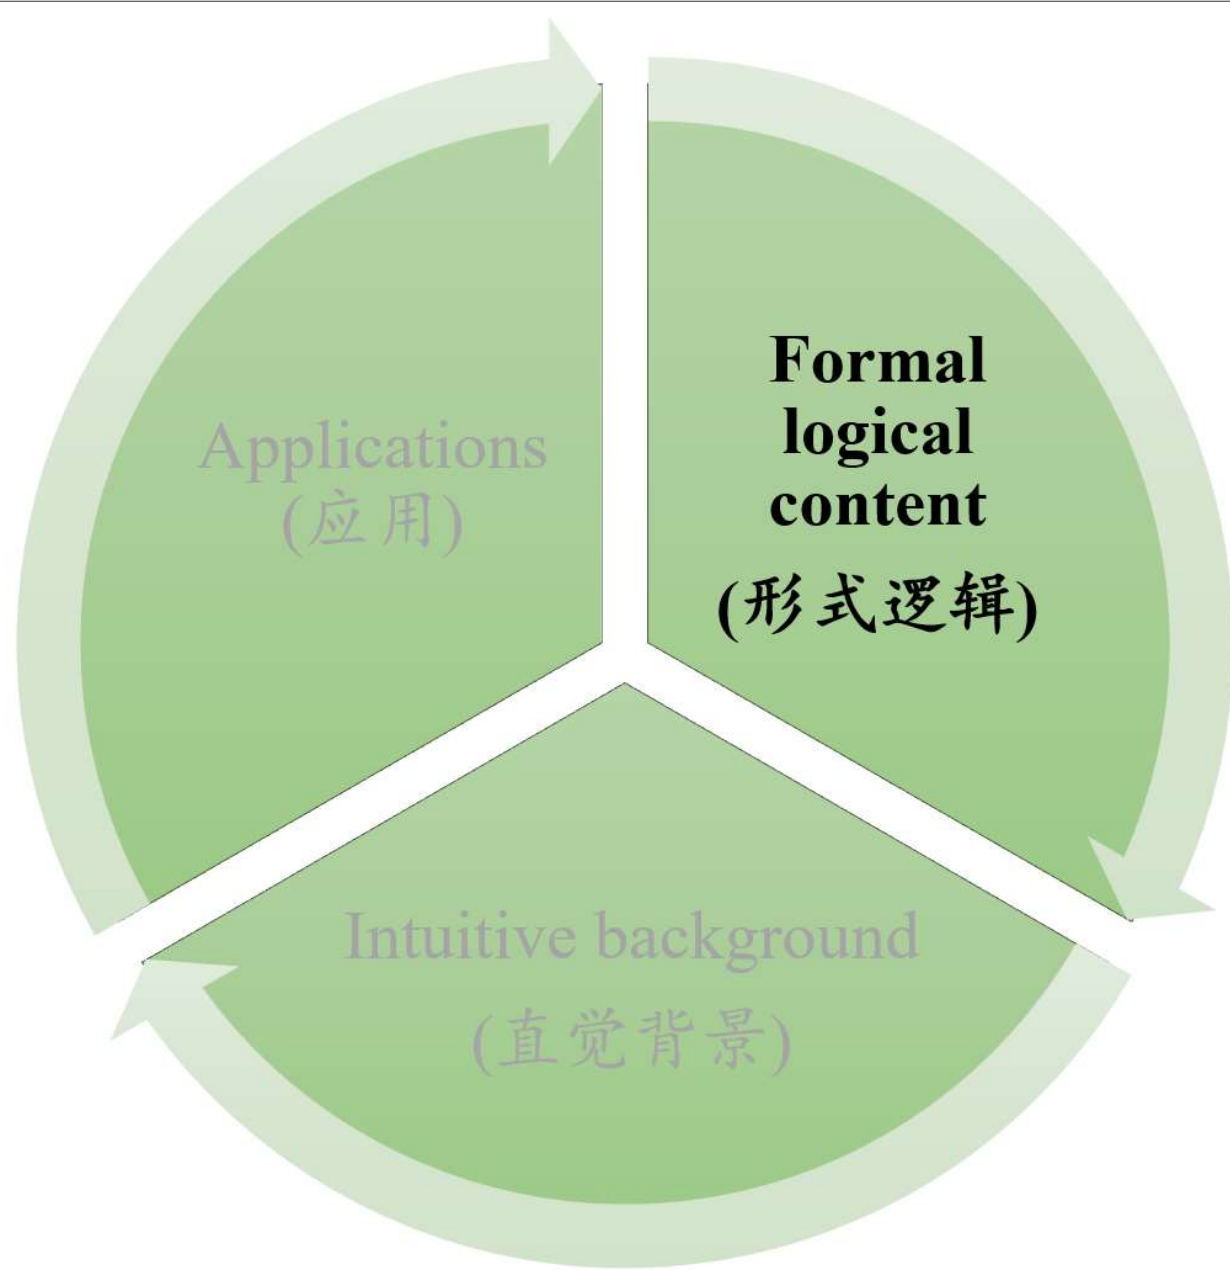 Applications
(应用)
Formal
logical
content
(形式逻辑)
Intuitive background
(直觉背景)